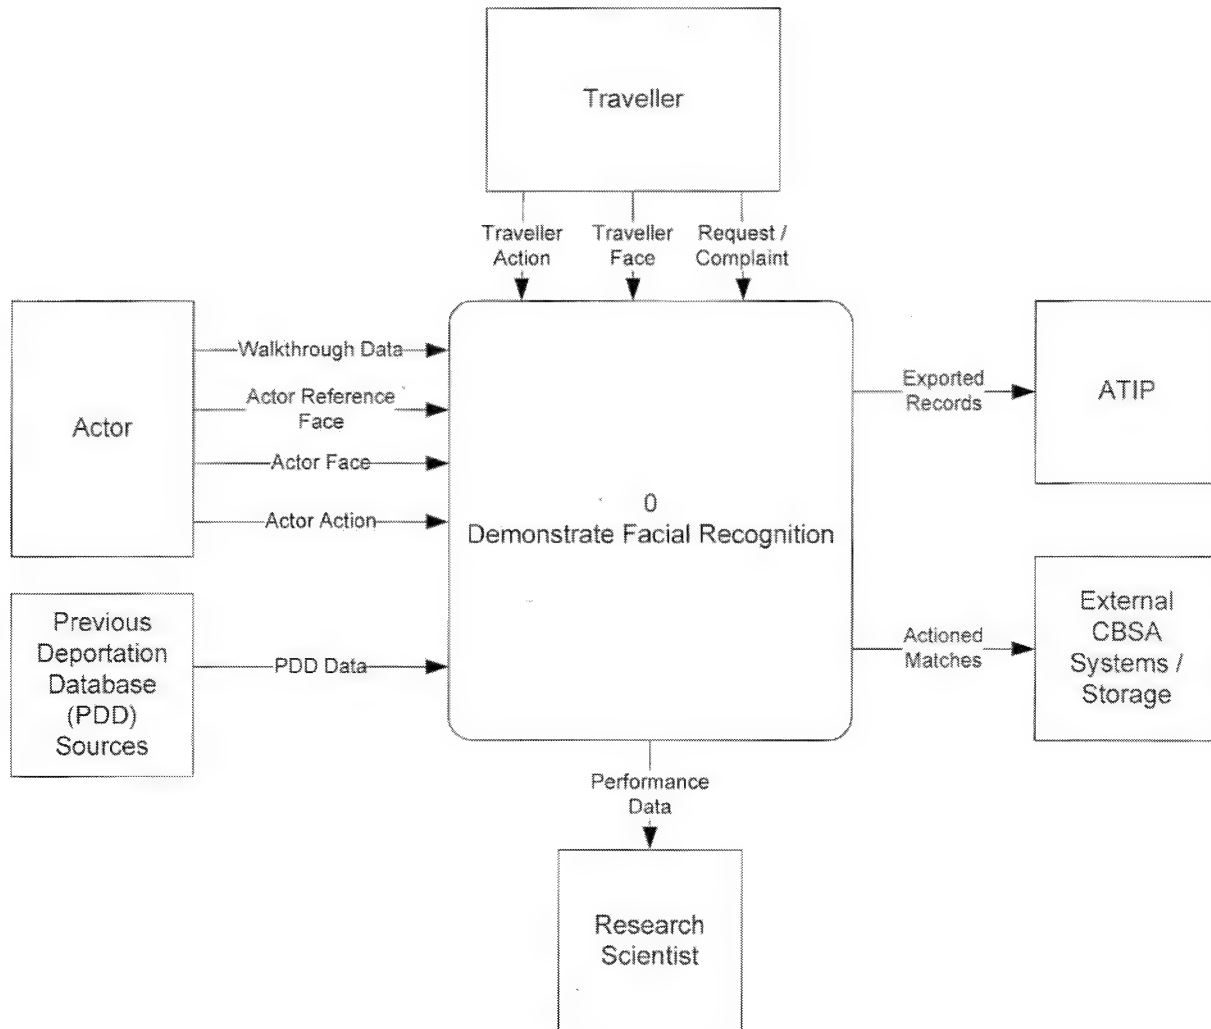 Traveller
Traveller
Action
Traveller
Face
Request /
Complaint
Actor
Walkthrough Data
Actor Reference
Face
Actor Face
Actor Action
0
Demonstrate Facial Recognition
Exported
Records
ATIP
Previous
Deportation
Database
(PDD)
Sources
PDD Data
Actioned
Matches
External
CBSA
Systems /
Storage
Performance
Data
Research
Scientist